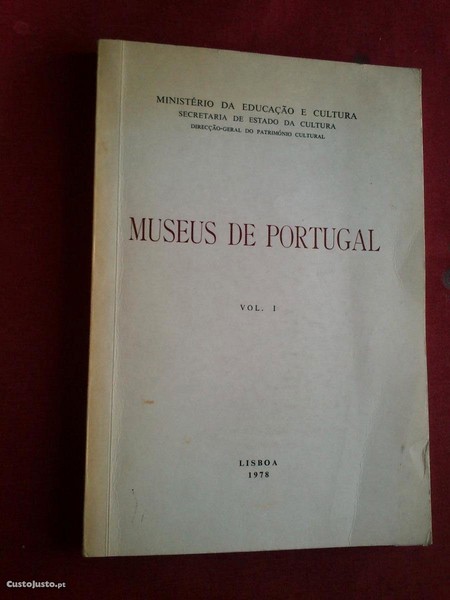 MINISTÉRIO DA EDUCAÇÃO E CULTURA
SECRETARIA DE ESTADO DA CULTURA
DIRECÇÃO-GERAL DO PATRIMÓNIO CULTURAL
MUSEUS DE PORTUGAL
VOL. I
LISBOA
1978
CustoJusto.pt